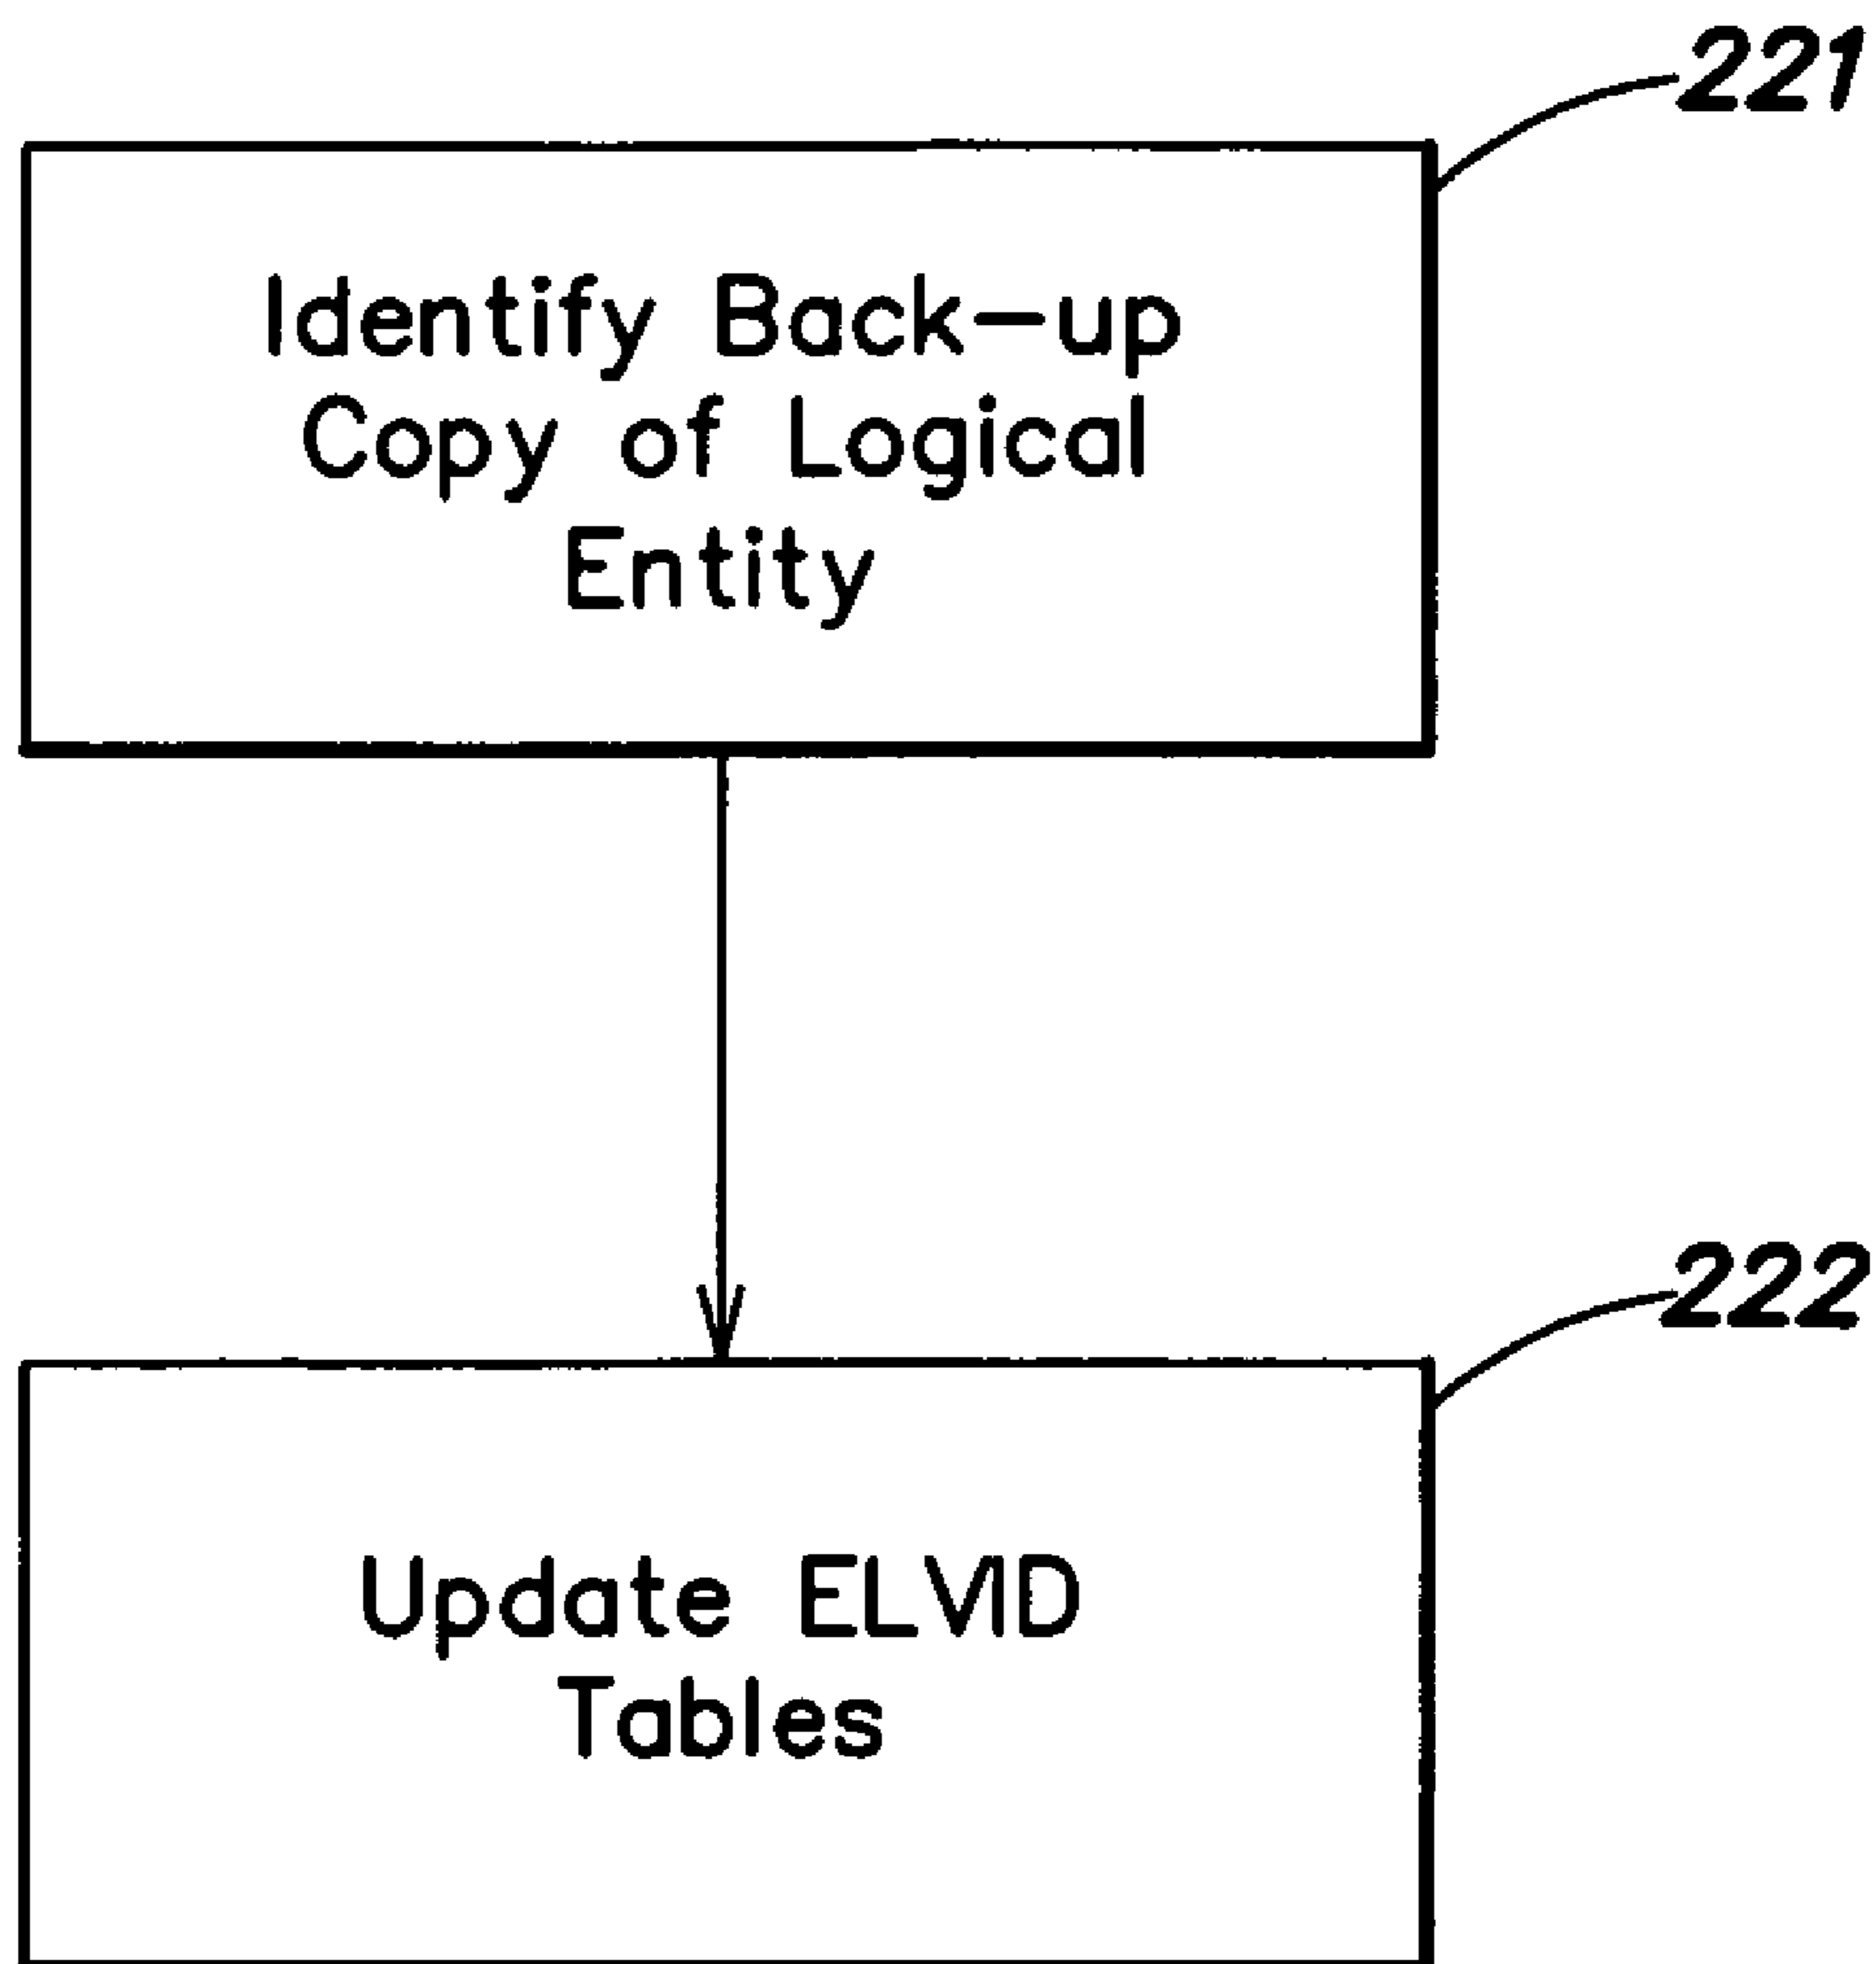 221
Identify Back-up
Copy of Logical
Entity
222
Update ELVID
Tables